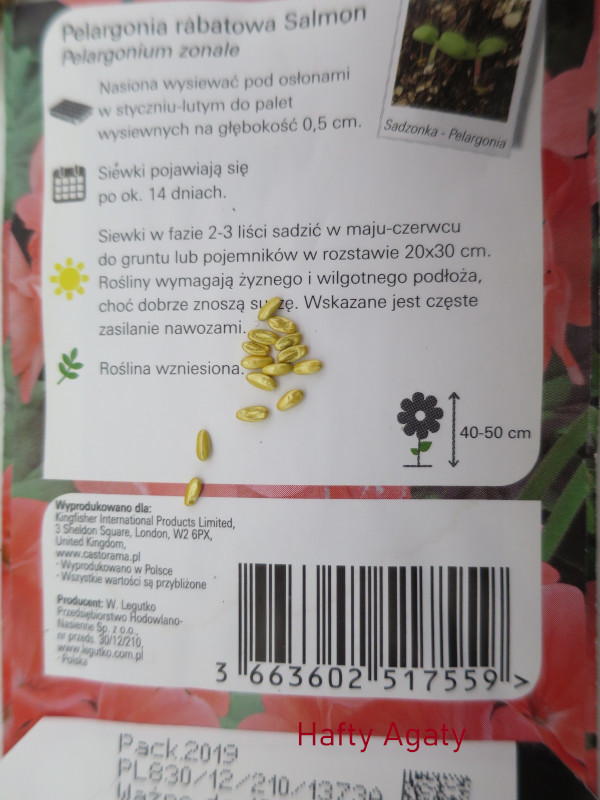 Pelargonia rabatowa Salmon
Pelargonium zonale
Nasiona wysiewać pod osłonami
w styczniu-lutym do palet
wysiewnych na głębokość 0,5 cm.
Sadzonka - Pelargonia
Siewki pojawiają się
po ok. 14 dniach.
Siewki w fazie 2-3 liści sadzić w maju-czerwcu
do gruntu lub pojemników w rozstawie 20x30 cm.
Rośliny wymagają żyznego i wilgotnego podłoża,
choć dobrze znoszą suszę. Wskazane jest częste
zasilanie nawozami.
Roślina wzniesiona.
40-50 cm
Wyprodukowano dla:
Kingfisher International Products Limited,
3 Sheldon Square, London, W2 6PX,
United Kingdom,
www.castorama.pl
- Wyprodukowano w Polsce
- Wszystkie wartości są przybliżone
Producent: W. Legutko
Przedsiębiorstwo Hodowlano-
Nasienne Sp. z o.o.,
nr przeds. 30/12/210,
www.legutko.com.pl
- Polska
3 663602 517559 >
Hafty Agaty
Pack.2019
PL830/12/210/1373A